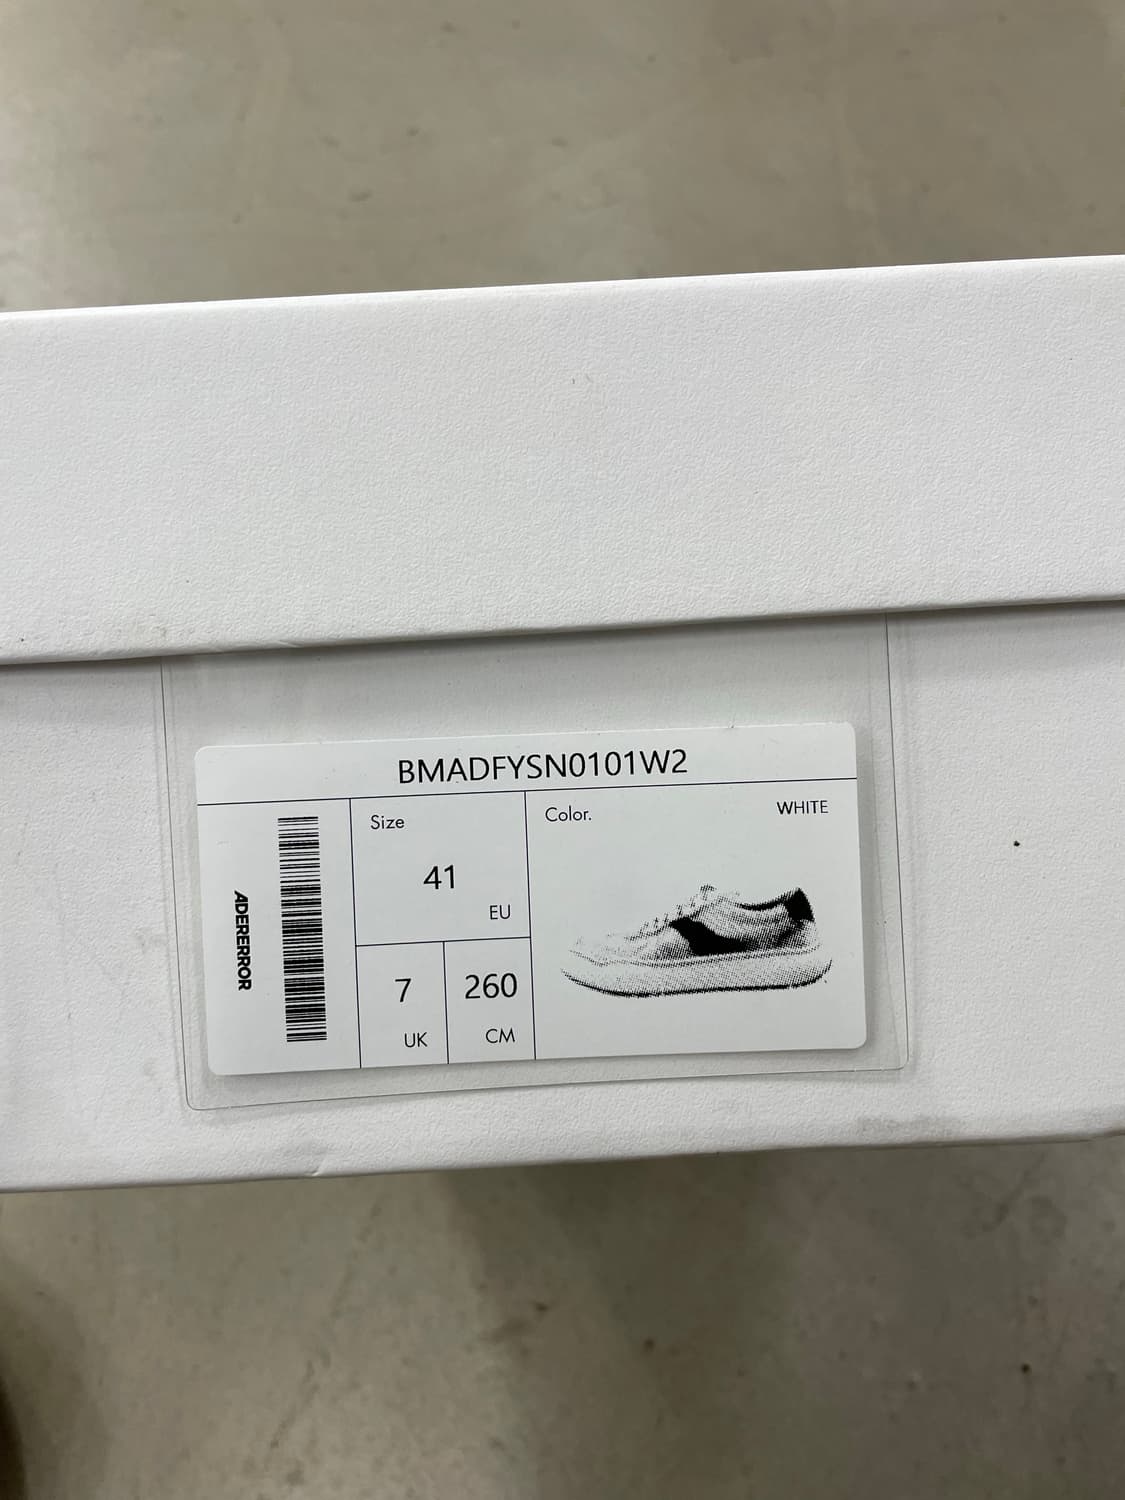 BMADFYSN0101W2
ADERERROR
Size
41
EU
7
UK
260
CM
Color.
WHITE